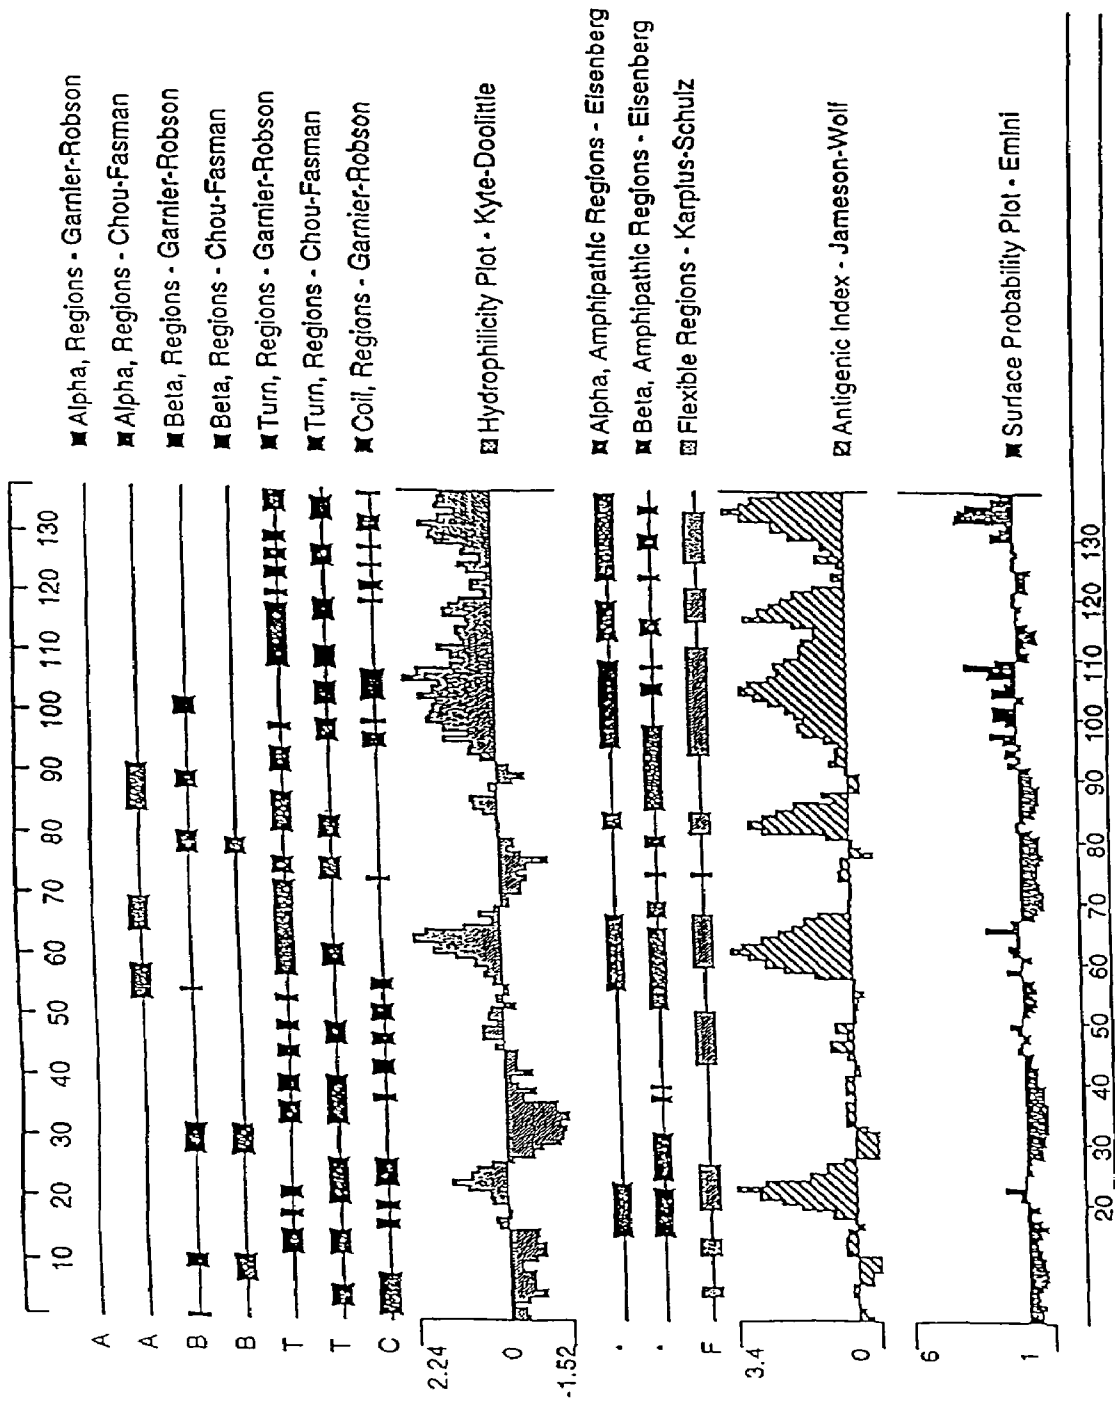 10 20 30 40 50 60 70 80 90 100 110 120 130
A Alpha, Regions - Garnier-Robson
A Alpha, Regions - Chou-Fasman
B Beta, Regions - Garnier-Robson
B Beta, Regions - Chou-Fasman
T Turn, Regions - Garnier-Robson
T Turn, Regions - Chou-Fasman
C Coil, Regions - Garnier-Robson
2.24
0
-1.52
Hydrophilicity Plot - Kyte-Doolittle
* Alpha, Amphipathic Regions - Eisenberg
* Beta, Amphipathic Regions - Eisenberg
F Flexible Regions - Karplus-Schulz
3.4
0
Antigenic Index - Jameson-Wolf
6
1
Surface Probability Plot - Emini
20 30 40 50 60 70 80 90 100 110 120 130